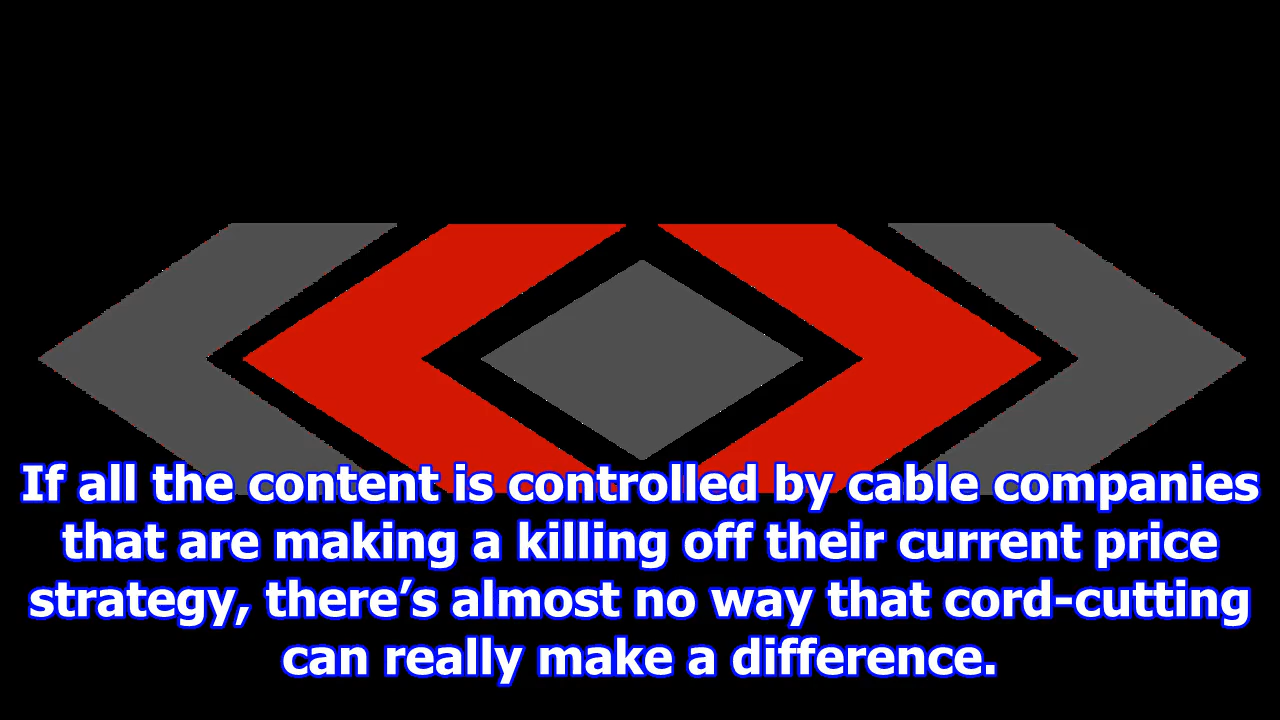 If all the content is controlled by cable companies
that are making a killing off their current price
strategy, there’s almost no way that cord-cutting
can really make a difference.